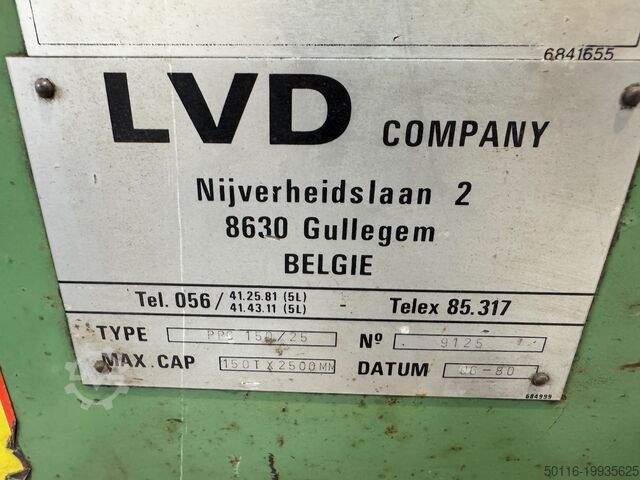 6841655
LVD COMPANY
Nijverheidslaan 2
8630 Gullegem
BELGIE
Tel. 056/ 41.25.81 (5L) - Telex 85.317
41.43.11 (5L)
TYPE PPC 150/25 Nº 9125
MAX. CAP 150T X 2500MM DATUM 06-80
684999
50116-19935625